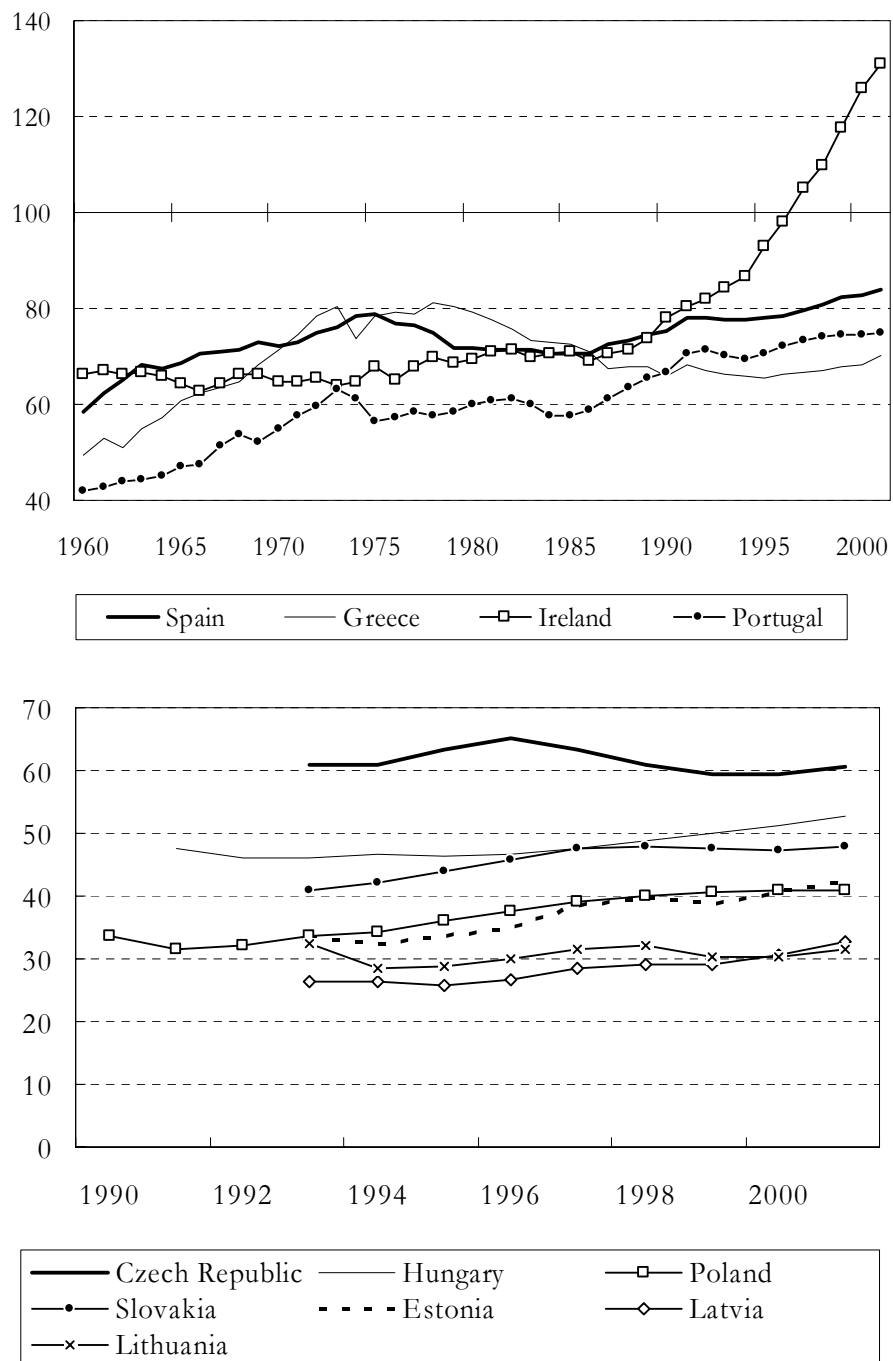 140
120
100
80
60
40
1960 1965 1970 1975 1980 1985 1990 1995 2000
Spain Greece Ireland Portugal
70
60
50
40
30
20
10
0
1990 1992 1994 1996 1998 2000
Czech Republic Hungary Poland
Slovakia Estonia Latvia
Lithuania